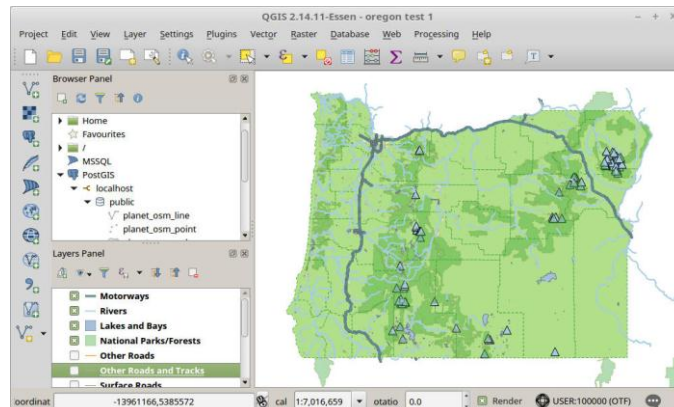 QGIS 2.14.11-Essen - oregon test 1
Project Edit View Layer Settings Plugins Vector Raster Database Web Processing Help
Browser Panel
Home
Favourites
/
MSSQL
PostGIS
localhost
public
planet_osm_line
planet_osm_point
Layers Panel
Motorways
Rivers
Lakes and Bays
National Parks/Forests
Other Roads
Other Roads and Tracks
Surface Roads
oordinat -13961166,5385572 cal 1:7,016,659 otatio 0.0 Render USER:100000 (OTF)